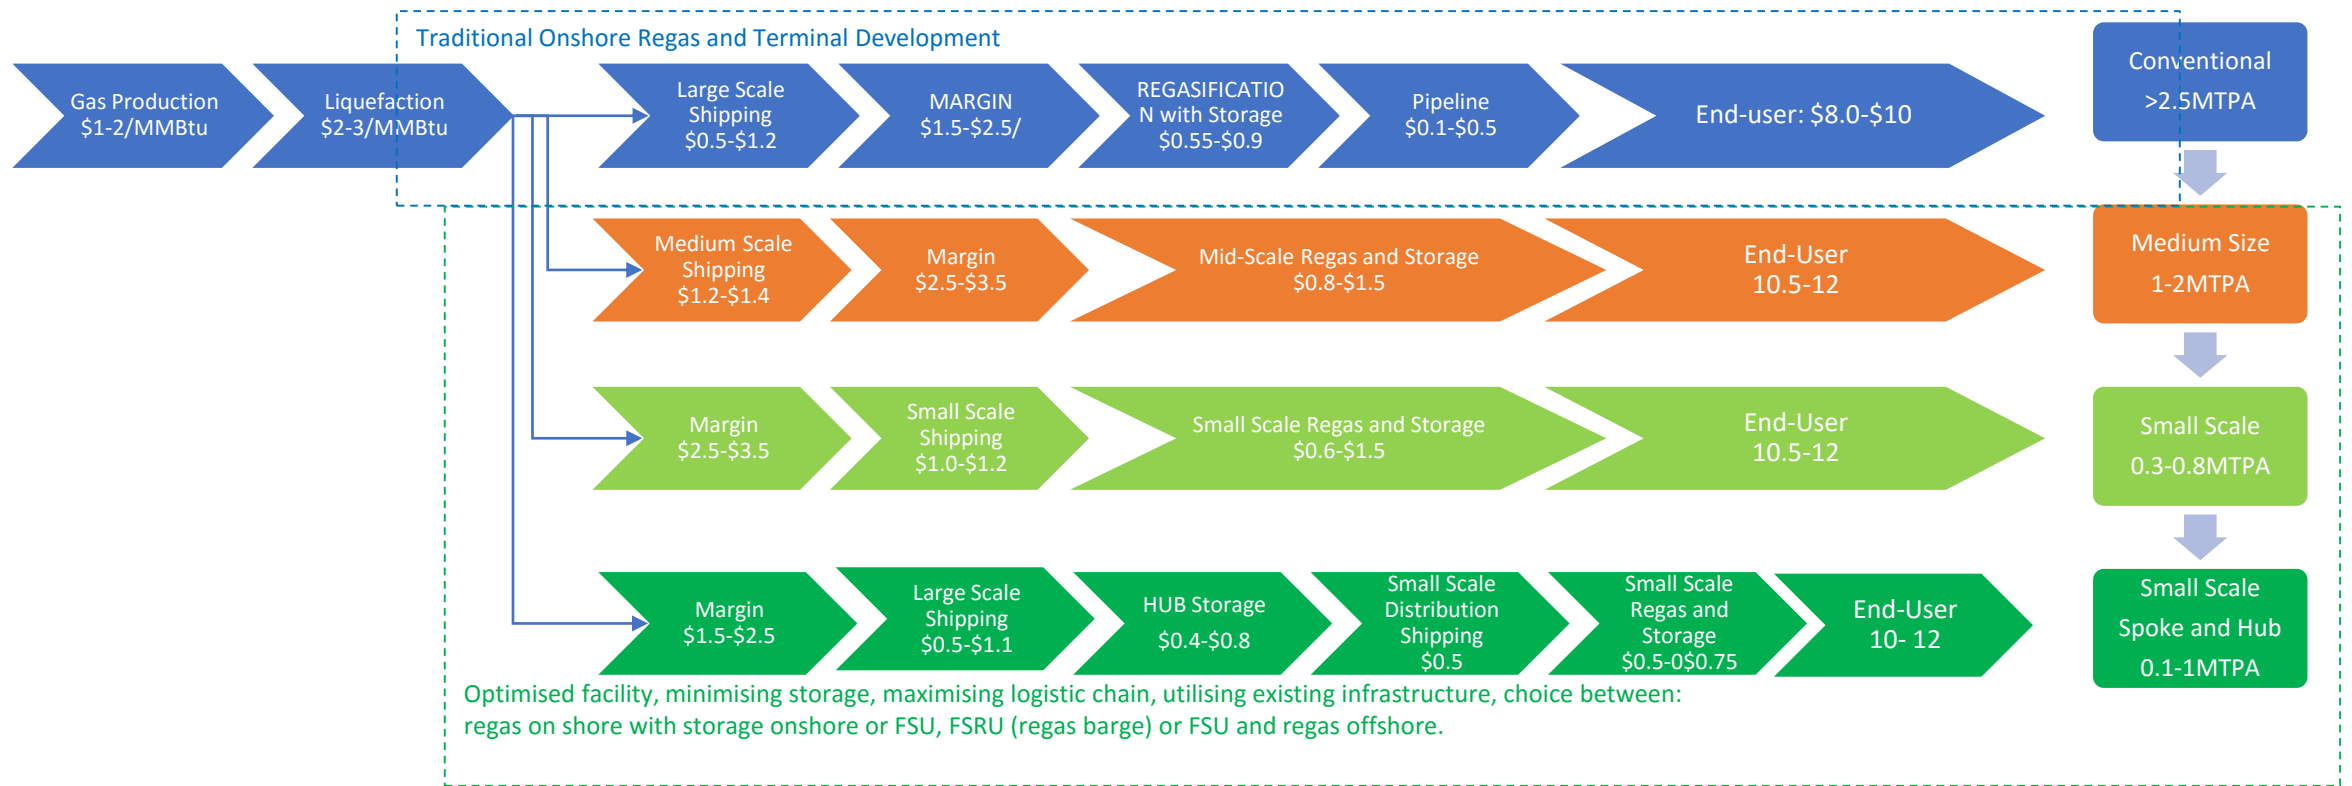 Traditional Onshore Regas and Terminal Development
Gas Production
$1-2/MMBtu
Liquefaction
$2-3/MMBtu
Large Scale
Shipping
$0.5-$1.2
MARGIN
$1.5-$2.5/
REGASIFICATIO
N with Storage
$0.55-$0.9
Pipeline
$0.1-$0.5
End-user: $8.0-$10
Conventional
>2.5MTPA
Medium Scale
Shipping
$1.2-$1.4
Margin
$2.5-$3.5
Mid-Scale Regas and Storage
$0.8-$1.5
End-User
10.5-12
Medium Size
1-2MTPA
Margin
$2.5-$3.5
Small Scale
Shipping
$1.0-$1.2
Small Scale Regas and Storage
$0.6-$1.5
End-User
10.5-12
Small Scale
0.3-0.8MTPA
Margin
$1.5-$2.5
Large Scale
Shipping
$0.5-$1.1
HUB Storage
$0.4-$0.8
Small Scale
Distribution
Shipping
$0.5
Small Scale
Regas and
Storage
$0.5-0$0.75
End-User
10- 12
Small Scale
Spoke and Hub
0.1-1MTPA
Optimised facility, minimising storage, maximising logistic chain, utilising existing infrastructure, choice between:
regas on shore with storage onshore or FSU, FSRU (regas barge) or FSU and regas offshore.